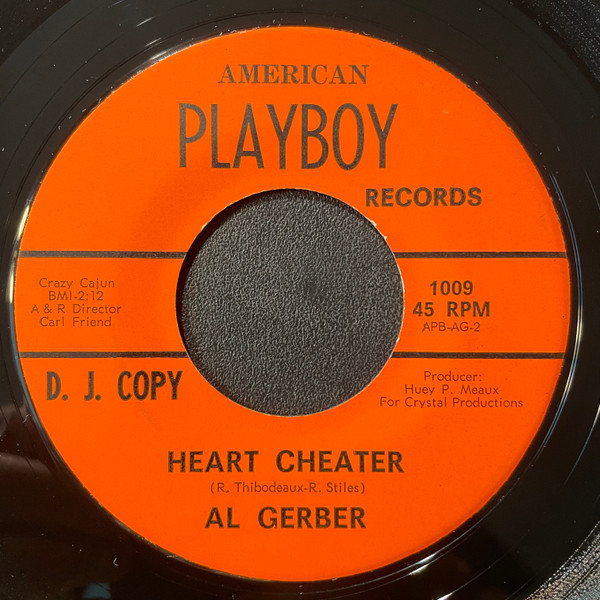 AMERICAN
PLAYBOY
RECORDS
Crazy Cajun
BMI-2:12
A & R Director
Carl Friend
1009
45 RPM
APB-AG-2
D. J. COPY
Producer:
Huey P. Meaux
For Crystal Productions
HEART CHEATER
(R. Thibodeaux-R. Stiles)
AL GERBER